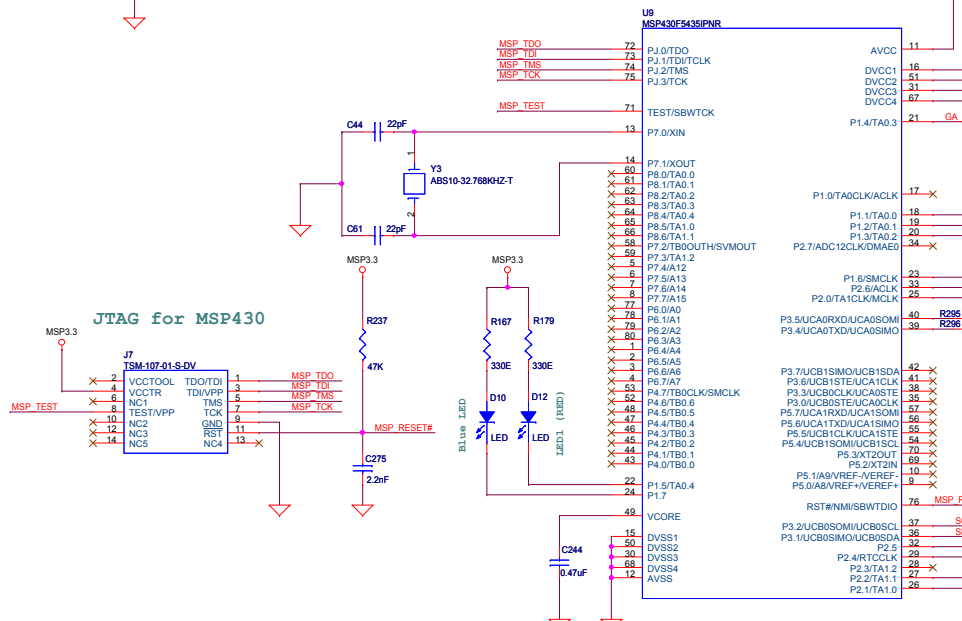 U9
MSP430F5435IPNR
MSP_TDO 72 PJ.0/TDO
MSP_TDI 73 PJ.1/TDI/TCLK
MSP_TMS 74 PJ.2/TMS
MSP_TCK 75 PJ.3/TCK
MSP_TEST 71 TEST/SBWTCK
13 P7.0/XIN
14 P7.1/XOUT
60 P8.0/TA0.0
61 P8.1/TA0.1
62 P8.2/TA0.2
63 P8.3/TA0.3
64 P8.4/TA0.4
65 P8.5/TA1.0
66 P8.6/TA1.1
58 P7.2/TB0OUTH/SVMOUT
59 P7.3/TA1.2
5 P7.4/A12
6 P7.5/A13
7 P7.6/A14
8 P7.7/A15
77 P6.0/A0
78 P6.1/A1
79 P6.2/A2
80 P6.3/A3
1 P6.4/A4
2 P6.5/A5
3 P6.6/A6
4 P6.7/A7
53 P4.7/TB0CLK/SMCLK
52 P4.6/TB0.6
48 P4.5/TB0.5
47 P4.4/TB0.4
46 P4.3/TB0.3
45 P4.2/TB0.2
44 P4.1/TB0.1
43 P4.0/TB0.0
22 P1.5/TA0.4
24 P1.7
49 VCORE
15 DVSS1
50 DVSS2
30 DVSS3
68 DVSS4
12 AVSS
AVCC 11
DVCC1 16
DVCC2 51
DVCC3 31
DVCC4 67
P1.4/TA0.3 21 GA
P1.0/TA0CLK/ACLK 17
P1.1/TA0.0 18
P1.2/TA0.1 19
P1.3/TA0.2 20
P2.7/ADC12CLK/DMAE0 34
P1.6/SMCLK 23
P2.6/ACLK 33
P2.0/TA1CLK/MCLK 25
P3.5/UCA0RXD/UCA0SOMI 40 R295
P3.4/UCA0TXD/UCA0SIMO 39 R296
P3.7/UCB1SIMO/UCB1SDA 42
P3.6/UCB1STE/UCA1CLK 41
P3.3/UCB0CLK/UCA0STE 38
P3.0/UCB0STE/UCA0CLK 35
P5.7/UCA1RXD/UCA1SOMI 57
P5.6/UCA1TXD/UCA1SIMO 56
P5.5/UCB1CLK/UCA1STE 55
P5.4/UCB1SOMI/UCB1SCL 54
P5.3/XT2OUT 70
P5.2/XT2IN 69
P5.1/A9/VREF-/VEREF- 10
P5.0/A8/VREF+/VEREF+ 9
RST#/NMI/SBWTDIO 76 MSP_R
P3.2/UCB0SOMI/UCB0SCL 37
P3.1/UCB0SIMO/UCB0SDA 36
P2.5 32
P2.4/RTCCLK 29
P2.3/TA1.2 28
P2.2/TA1.1 27
P2.1/TA1.0 26
C44 22pF
1
Y3
ABS10-32.768KHZ-T
2
C61 22pF
MSP3.3
R237
47K
MSP_RESET#
C275
2.2nF
MSP3.3
R167
330E
R179
330E
D10
LED
Blue LED
D12
LED
LED1 (RED)
C244
0.47uF
JTAG for MSP430
MSP3.3
J7
TSM-107-01-S-DV
2 VCCTOOL TDO/TDI 1 MSP_TDO
4 VCCTR TDI/VPP 3 MSP_TDI
6 NC1 TMS 5 MSP_TMS
MSP_TEST 8 TEST/VPP TCK 7 MSP_TCK
10 NC2 GND 9
12 NC3 RST 11
14 NC5 NC4 13